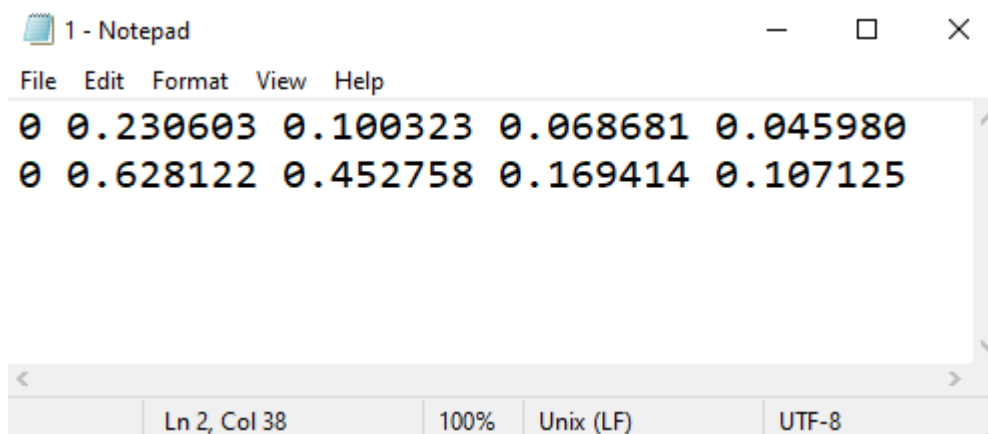 1 - Notepad
File Edit Format View Help
0 0.230603 0.100323 0.068681 0.045980
0 0.628122 0.452758 0.169414 0.107125
Ln 2, Col 38 100% Unix (LF) UTF-8